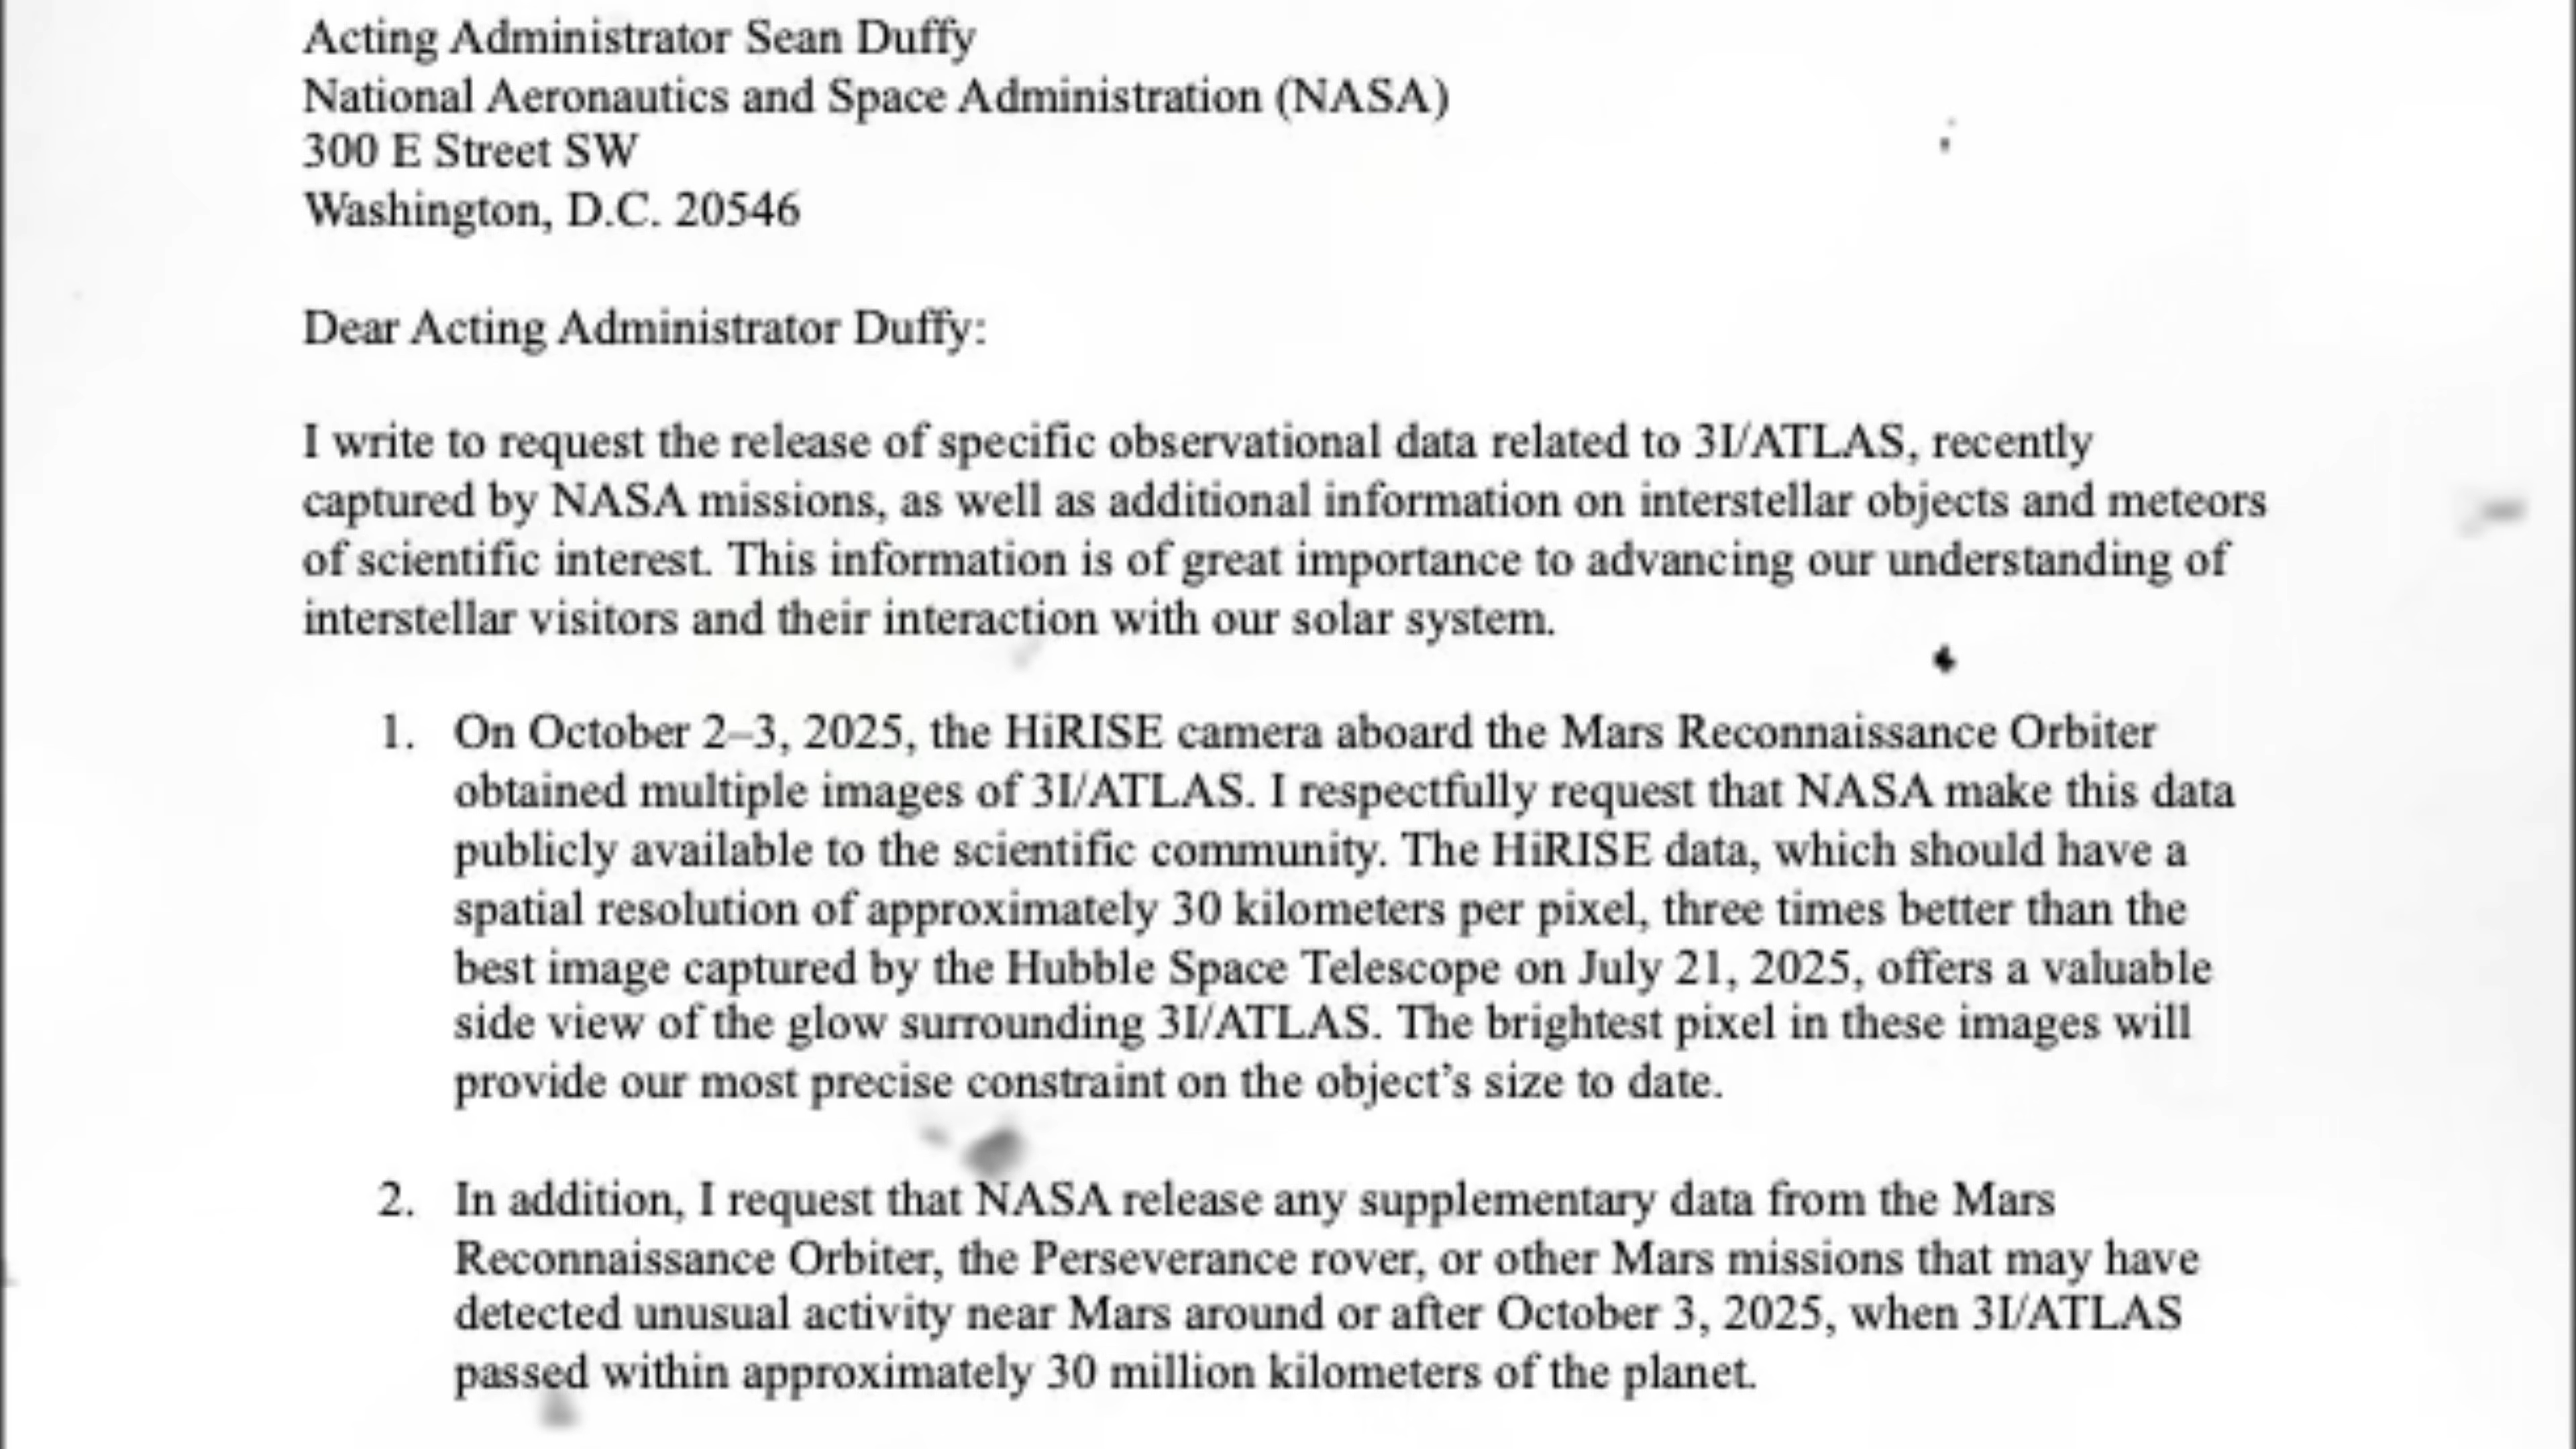 Acting Administrator Sean Duffy
National Aeronautics and Space Administration (NASA)
300 E Street SW
Washington, D.C. 20546
Dear Acting Administrator Duffy:
I write to request the release of specific observational data related to 3I/ATLAS, recently
captured by NASA missions, as well as additional information on interstellar objects and meteors
of scientific interest. This information is of great importance to advancing our understanding of
interstellar visitors and their interaction with our solar system.
1. On October 2–3, 2025, the HiRISE camera aboard the Mars Reconnaissance Orbiter
obtained multiple images of 3I/ATLAS. I respectfully request that NASA make this data
publicly available to the scientific community. The HiRISE data, which should have a
spatial resolution of approximately 30 kilometers per pixel, three times better than the
best image captured by the Hubble Space Telescope on July 21, 2025, offers a valuable
side view of the glow surrounding 3I/ATLAS. The brightest pixel in these images will
provide our most precise constraint on the object’s size to date.
2. In addition, I request that NASA release any supplementary data from the Mars
Reconnaissance Orbiter, the Perseverance rover, or other Mars missions that may have
detected unusual activity near Mars around or after October 3, 2025, when 3I/ATLAS
passed within approximately 30 million kilometers of the planet.